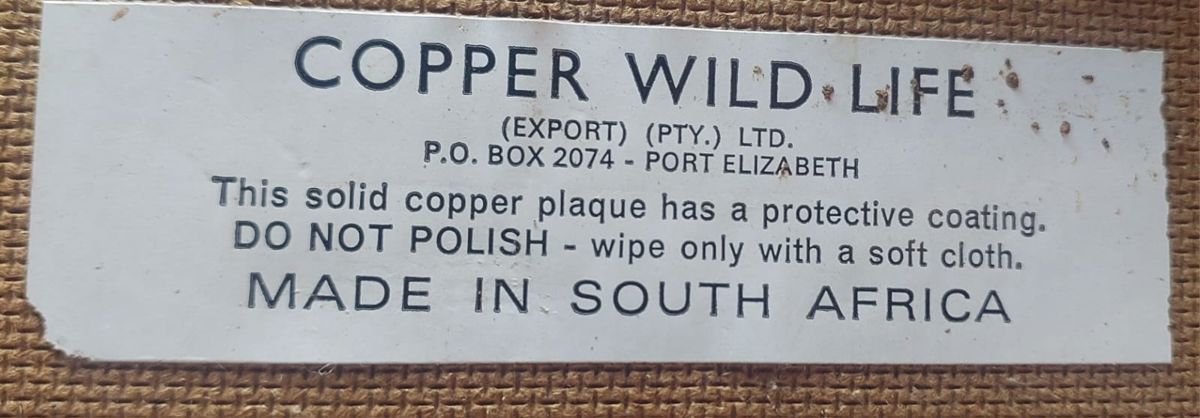 COPPER WILD LIFE
(EXPORT) (PTY.) LTD.
P.O. BOX 2074 - PORT ELIZABETH
This solid copper plaque has a protective coating.
DO NOT POLISH - wipe only with a soft cloth.
MADE IN SOUTH AFRICA